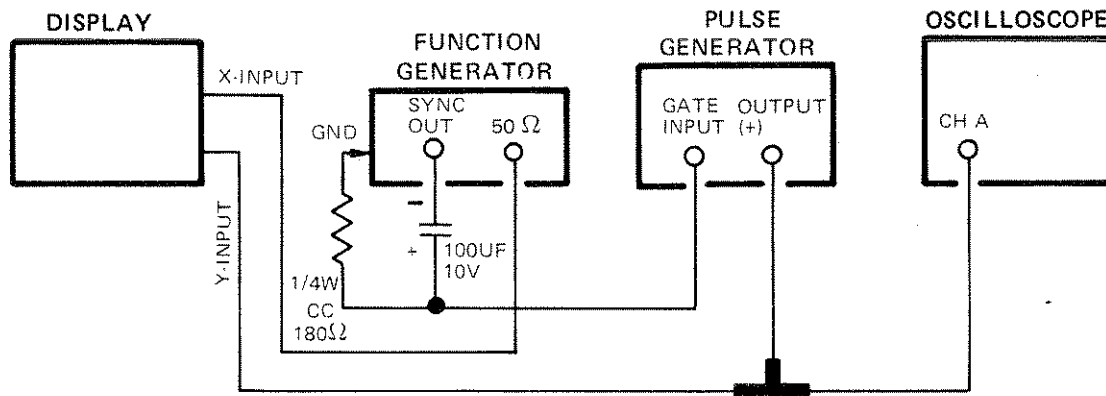 DISPLAY
X-INPUT
Y-INPUT
FUNCTION
GENERATOR
SYNC
OUT
50 Ω
GND
−
+
100UF
10V
1/4W
CC
180Ω
PULSE
GENERATOR
GATE
INPUT
OUTPUT
(+)
OSCILLOSCOPE
CH A